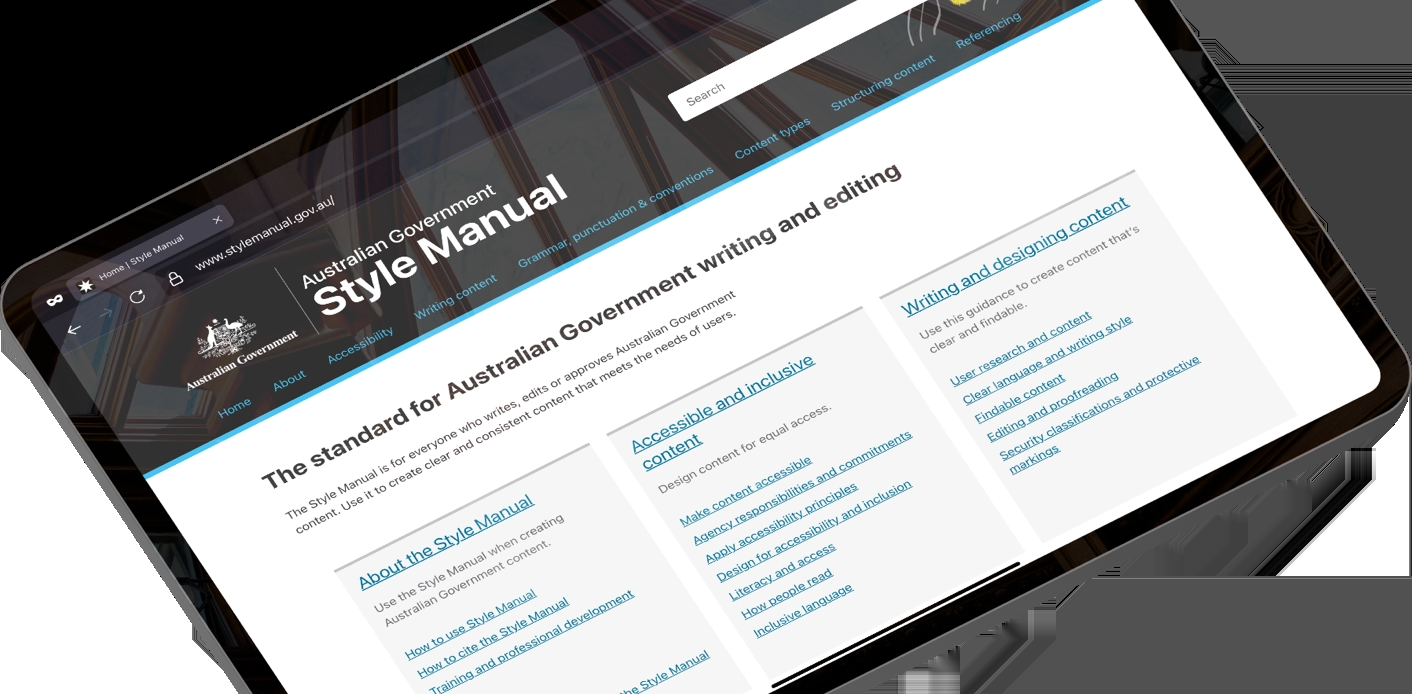 Home | Style Manual
www.stylemanual.gov.au/
Australian Government
Australian Government
Style Manual
Search
Home
About
Accessibility
Writing content
Grammar, punctuation & conventions
Content types
Structuring content
Referencing
The standard for Australian Government writing and editing
The Style Manual is for everyone who writes, edits or approves Australian Government
content. Use it to create clear and consistent content that meets the needs of users.
About the Style Manual
Use the Style Manual when creating
Australian Government content.
How to use Style Manual
How to cite the Style Manual
Training and professional development
the Style Manual
Accessible and inclusive
content
Design content for equal access.
Make content accessible
Agency responsibilities and commitments
Apply accessibility principles
Design for accessibility and inclusion
Literacy and access
How people read
Inclusive language
Writing and designing content
Use this guidance to create content that's
clear and findable.
User research and content
Clear language and writing style
Findable content
Editing and proofreading
Security classifications and protective
markings